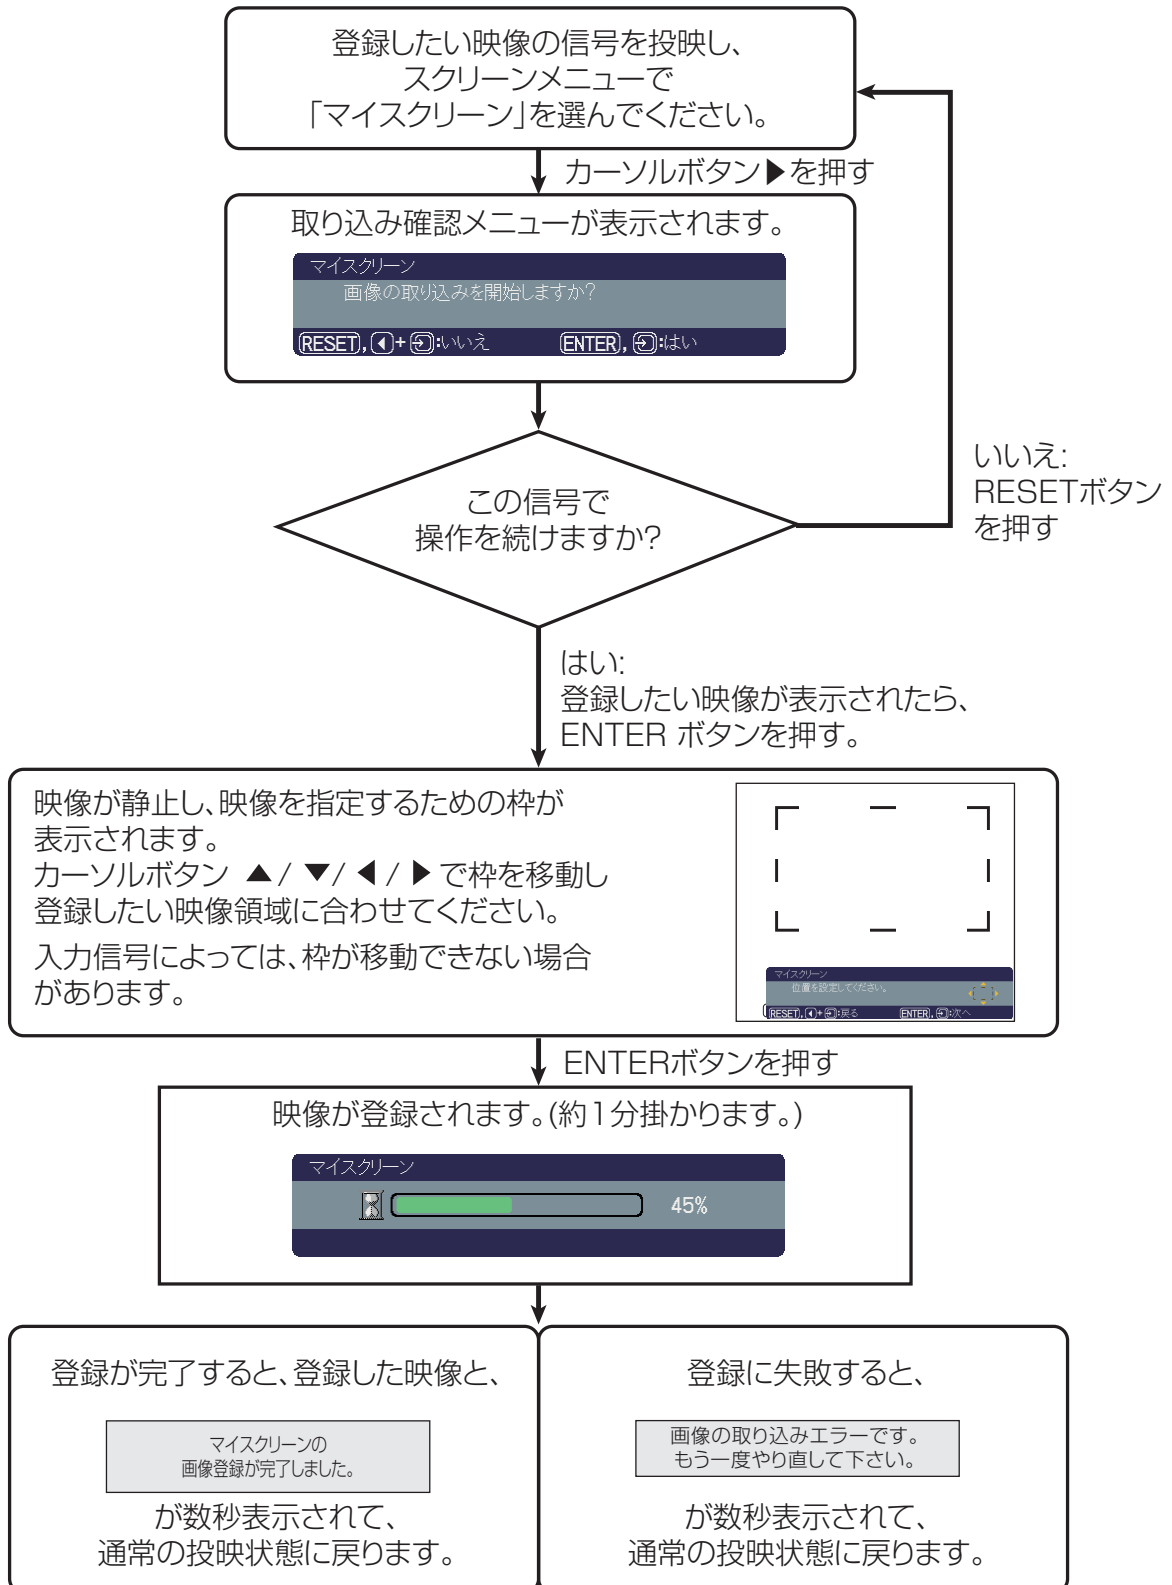 登録したい映像の信号を投映し、
スクリーンメニューで
「マイスクリーン」を選んでください。
カーソルボタン▶を押す
取り込み確認メニューが表示されます。
マイスクリーン
画像の取り込みを開始しますか?
RESET, ◀+:いいえ ENTER, :はい
この信号で
操作を続けますか?
いいえ:
RESETボタン
を押す
はい:
登録したい映像が表示されたら、
ENTER ボタンを押す。
映像が静止し、映像を指定するための枠が
表示されます。
カーソルボタン ▲/ ▼/ ◀ / ▶ で枠を移動し
登録したい映像領域に合わせてください。
入力信号によっては、枠が移動できない場合
があります。
マイスクリーン
位置を設定してください。
RESET, ◀+:戻る ENTER, :次へ
ENTERボタンを押す
映像が登録されます。(約1分掛かります。)
マイスクリーン
45%
登録が完了すると、登録した映像と、
マイスクリーンの
画像登録が完了しました。
が数秒表示されて、
通常の投映状態に戻ります。
登録に失敗すると、
画像の取り込みエラーです。
もう一度やり直して下さい。
が数秒表示されて、
通常の投映状態に戻ります。